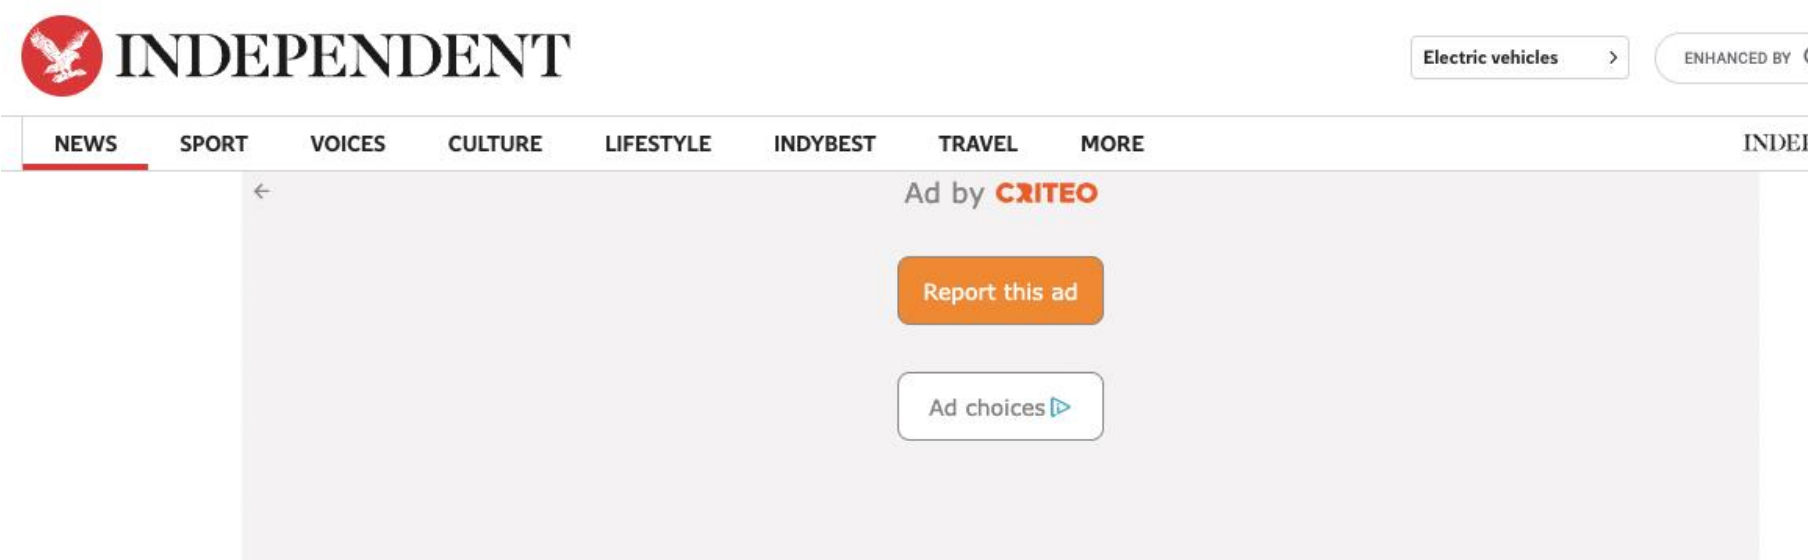 INDEPENDENT
Electric vehicles
ENHANCED BY
NEWS SPORT VOICES CULTURE LIFESTYLE INDYBEST TRAVEL MORE
Ad by CRITEO
Report this ad
Ad choices